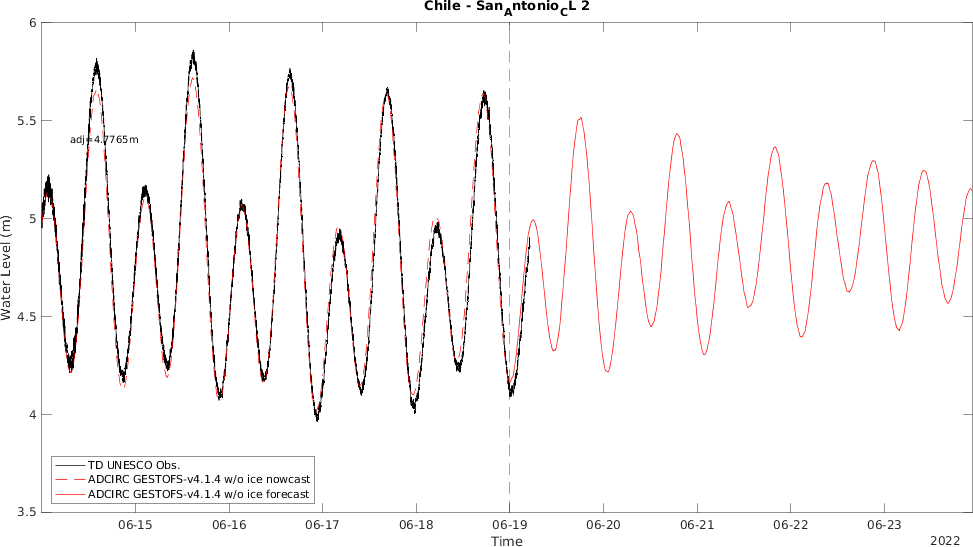 Chile - SanAntonioCL 2
6
5.5
5
4.5
4
3.5
Water Level (m)
adj=4.7765m
TD UNESCO Obs.
ADCIRC GESTOFS-v4.1.4 w/o ice nowcast
ADCIRC GESTOFS-v4.1.4 w/o ice forecast
06-15 06-16 06-17 06-18 06-19 06-20 06-21 06-22 06-23
Time
2022